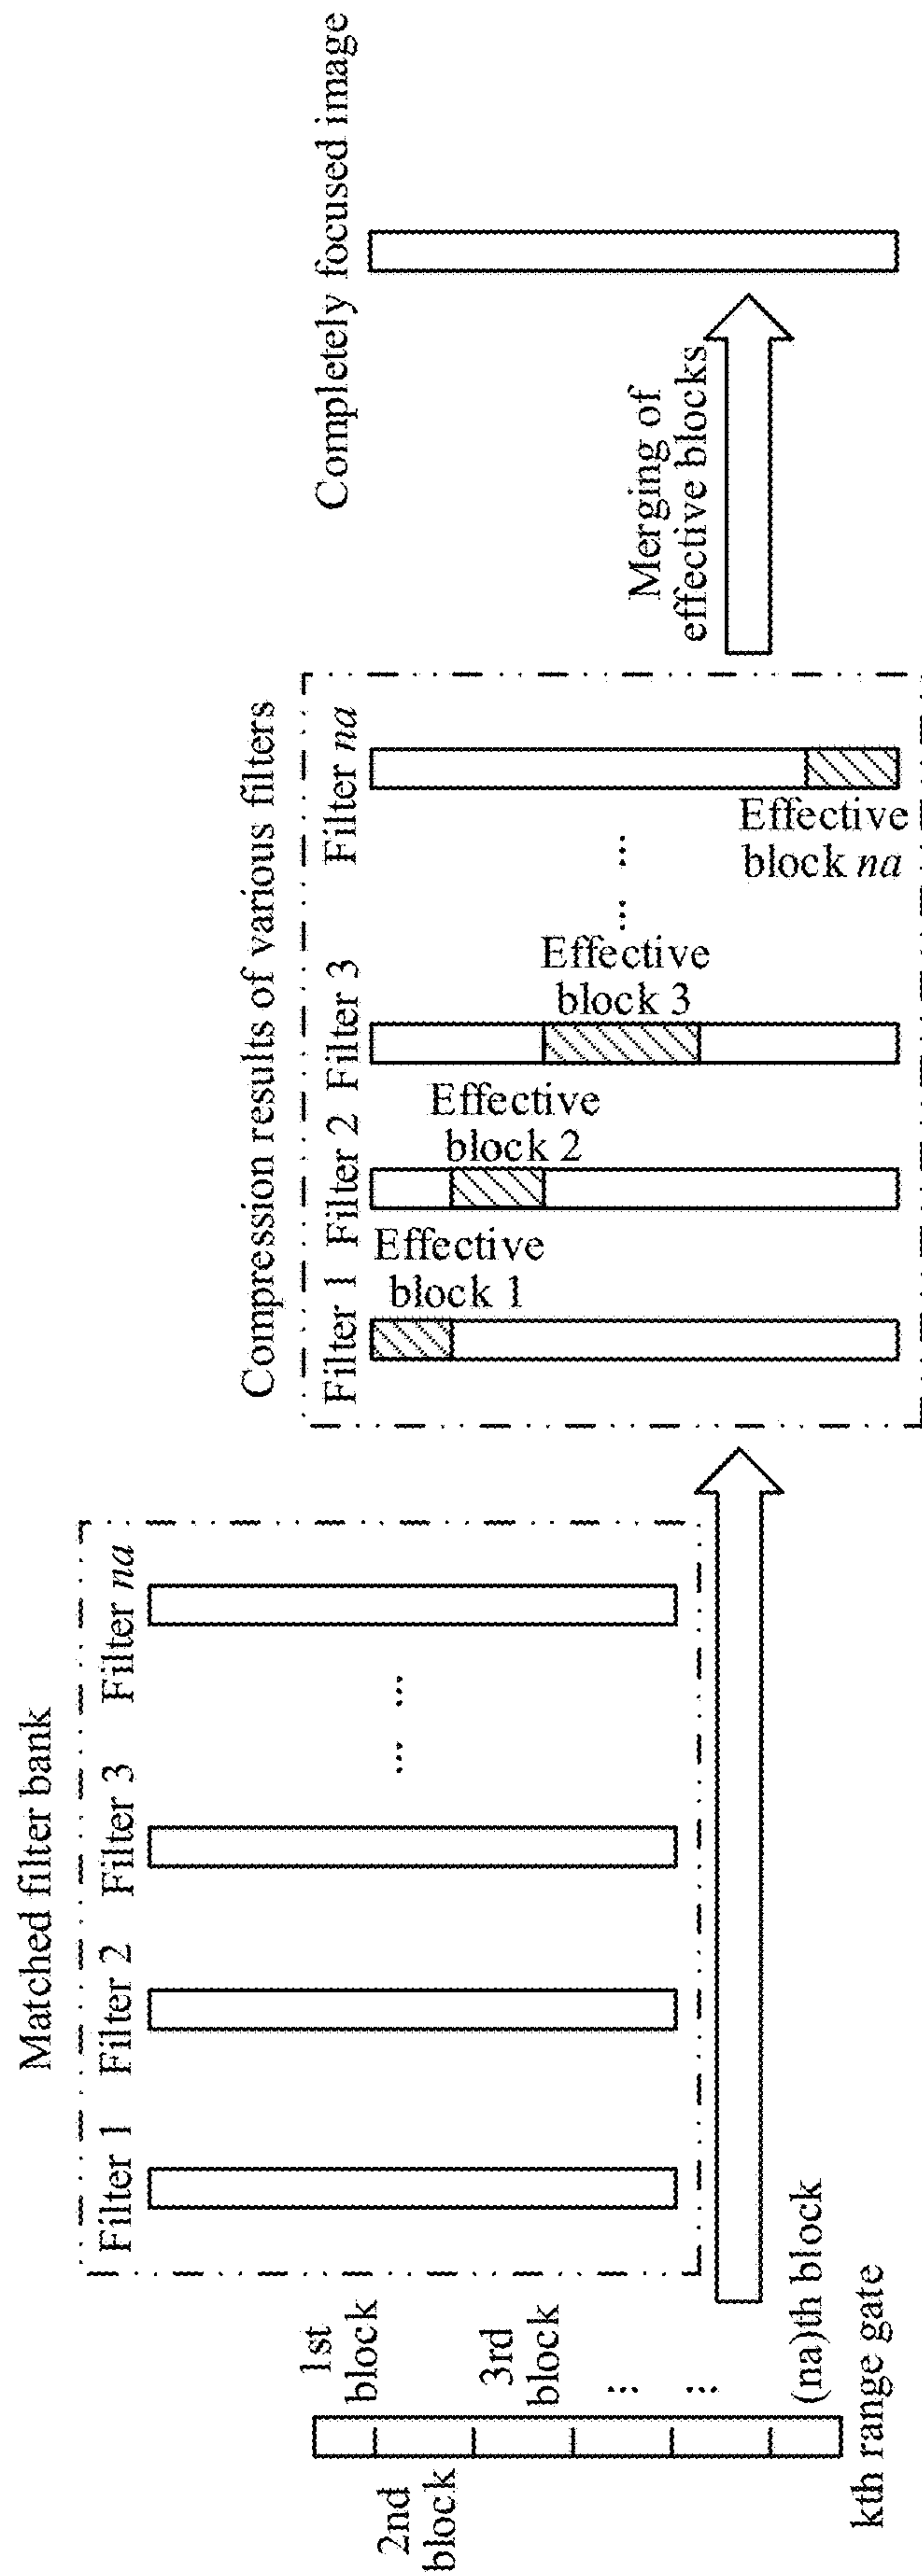 1st
block
2nd
block
3rd
block
...
...
(na)th block
kth range gate
Matched filter bank
Filter 1 Filter 2 Filter 3 Filter na
... ...
Compression results of various filters
Filter 1 Filter 2 Filter 3 Filter na
Effective
block 1
Effective
block 2
Effective
block 3
... ...
Effective
block na
Merging of
effective blocks
Completely focused image